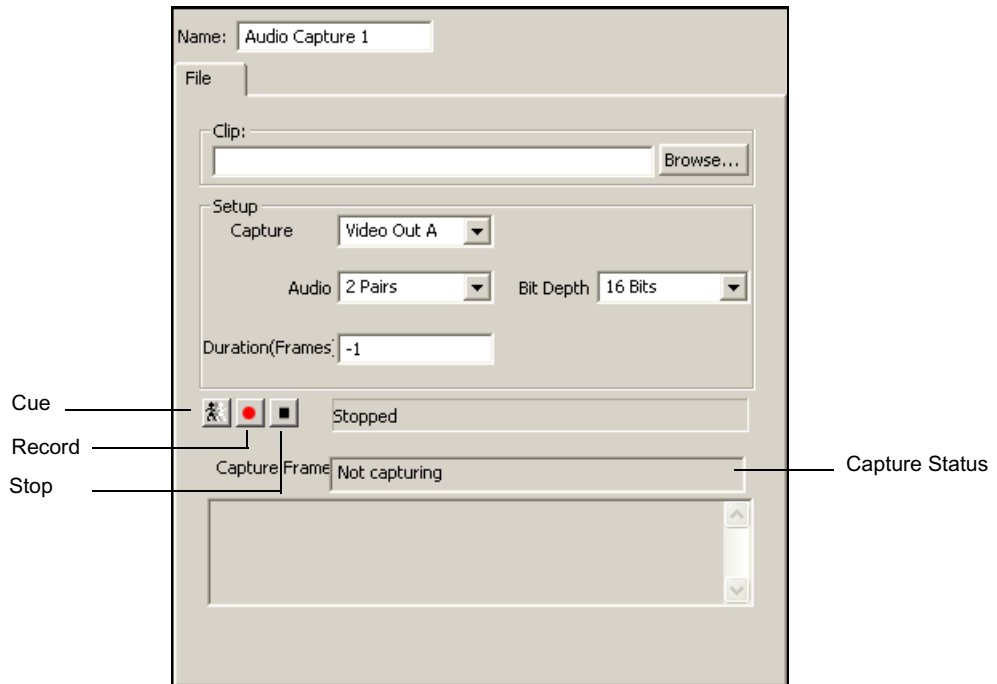 Name: Audio Capture 1
File
Clip:
Browse...
Setup
Capture Video Out A
Audio 2 Pairs Bit Depth 16 Bits
Duration(Frames) -1
Cue
Stopped
Record
Capture Frame Not capturing
Capture Status
Stop